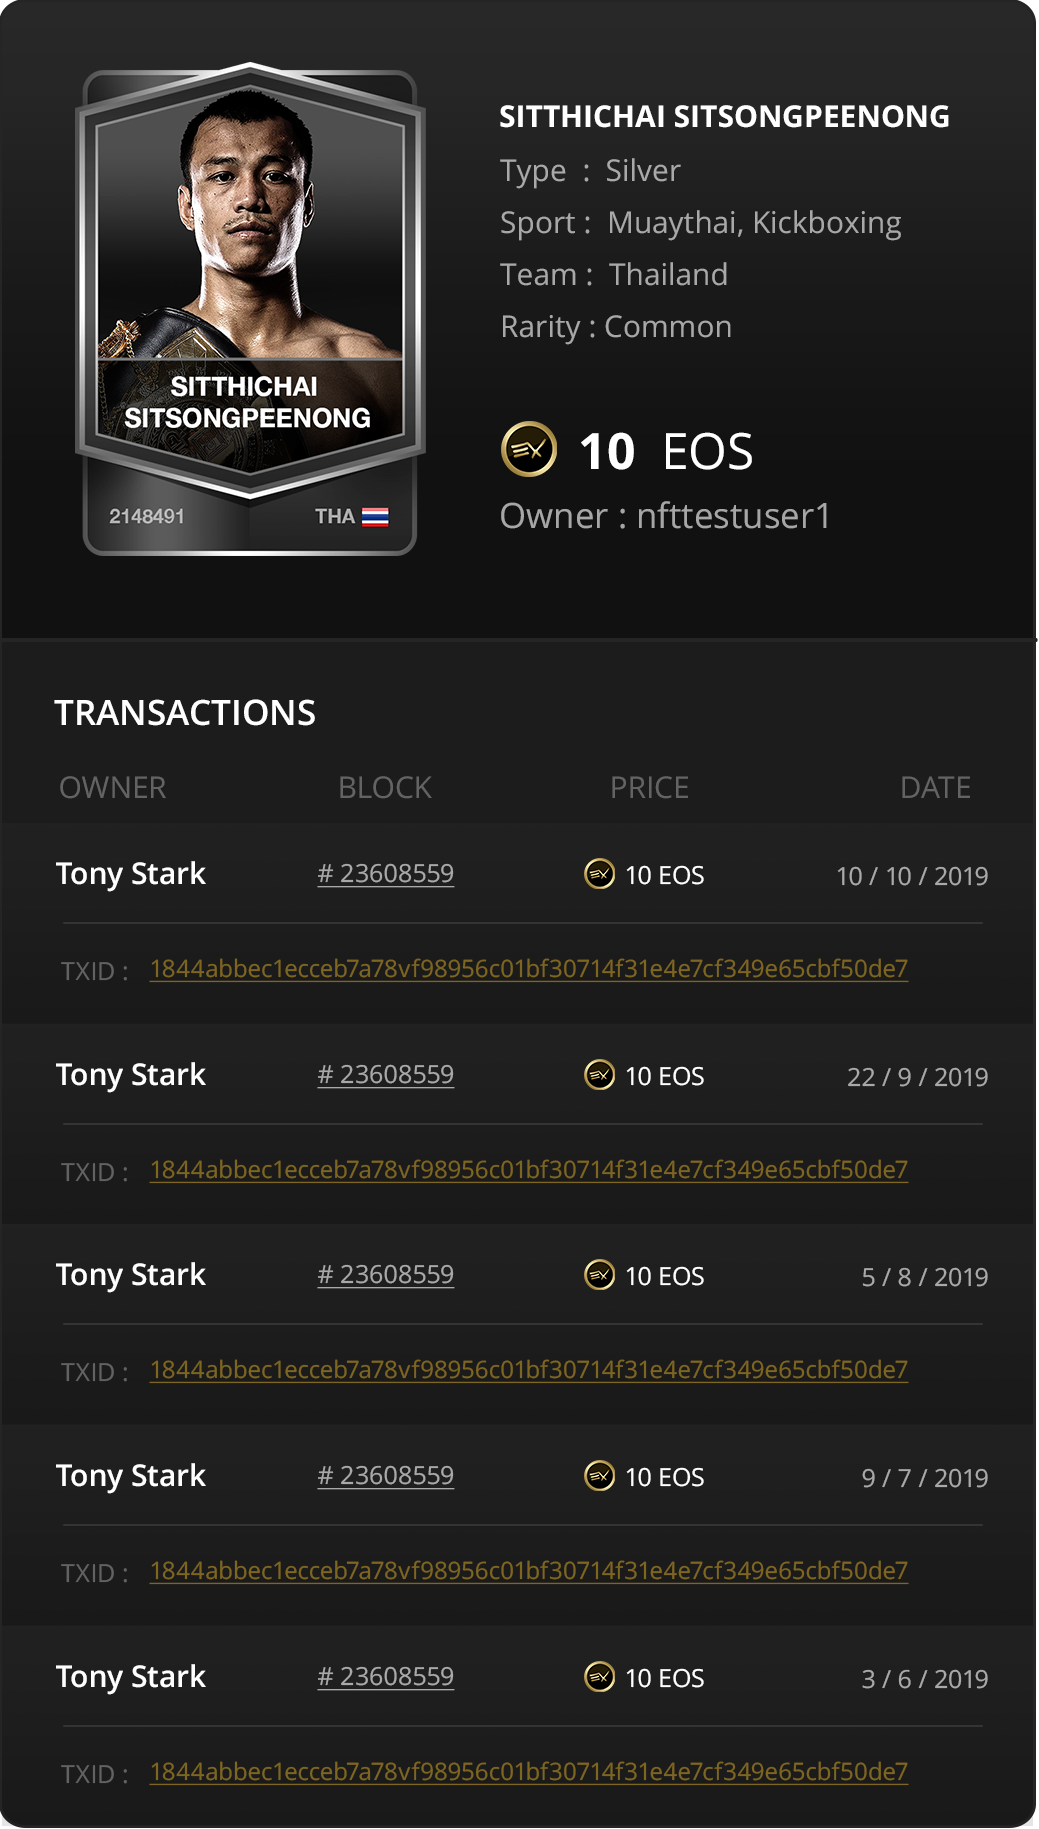 SITTHICHAI
SITSONGPEENONG
2148491
THA
SITTHICHAI SITSONGPEENONG
Type : Silver
Sport : Muaythai, Kickboxing
Team : Thailand
Rarity : Common
10 EOS
Owner : nfttestuser1
TRANSACTIONS
OWNER BLOCK PRICE DATE
Tony Stark # 23608559 10 EOS 10 / 10 / 2019
TXID : 1844abbec1ecceb7a78vf98956c01bf30714f31e4e7cf349e65cbf50de7
Tony Stark # 23608559 10 EOS 22 / 9 / 2019
TXID : 1844abbec1ecceb7a78vf98956c01bf30714f31e4e7cf349e65cbf50de7
Tony Stark # 23608559 10 EOS 5 / 8 / 2019
TXID : 1844abbec1ecceb7a78vf98956c01bf30714f31e4e7cf349e65cbf50de7
Tony Stark # 23608559 10 EOS 9 / 7 / 2019
TXID : 1844abbec1ecceb7a78vf98956c01bf30714f31e4e7cf349e65cbf50de7
Tony Stark # 23608559 10 EOS 3 / 6 / 2019
TXID : 1844abbec1ecceb7a78vf98956c01bf30714f31e4e7cf349e65cbf50de7